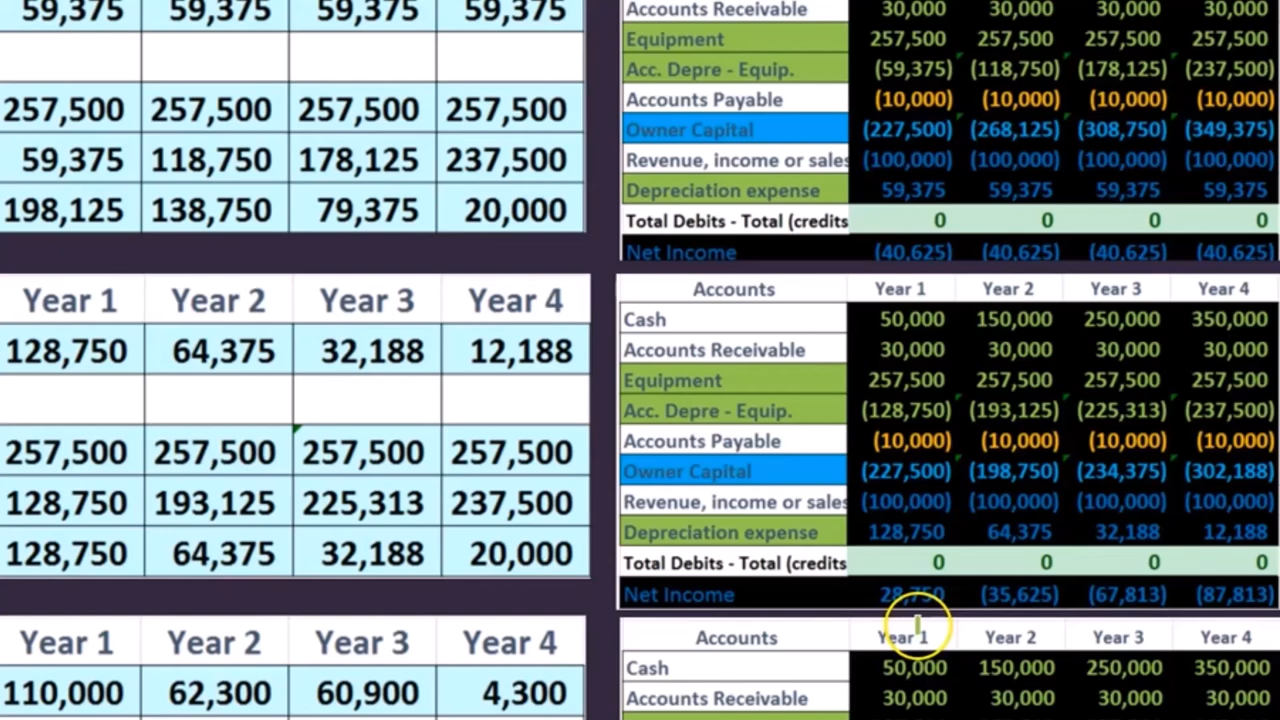 59,375 59,375 59,375 59,375
257,500 257,500 257,500 257,500
59,375 118,750 178,125 237,500
198,125 138,750 79,375 20,000
Year 1 Year 2 Year 3 Year 4
128,750 64,375 32,188 12,188
257,500 257,500 257,500 257,500
128,750 193,125 225,313 237,500
128,750 64,375 32,188 20,000
Year 1 Year 2 Year 3 Year 4
110,000 62,300 60,900 4,300
Accounts Receivable 30,000 30,000 30,000 30,000
Equipment 257,500 257,500 257,500 257,500
Acc. Depre - Equip. (59,375) (118,750) (178,125) (237,500)
Accounts Payable (10,000) (10,000) (10,000) (10,000)
Owner Capital (227,500) (268,125) (308,750) (349,375)
Revenue, income or sales (100,000) (100,000) (100,000) (100,000)
Depreciation expense 59,375 59,375 59,375 59,375
Total Debits - Total (credits 0 0 0 0
Net Income (40,625) (40,625) (40,625) (40,625)
Accounts Year 1 Year 2 Year 3 Year 4
Cash 50,000 150,000 250,000 350,000
Accounts Receivable 30,000 30,000 30,000 30,000
Equipment 257,500 257,500 257,500 257,500
Acc. Depre - Equip. (128,750) (193,125) (225,313) (237,500)
Accounts Payable (10,000) (10,000) (10,000) (10,000)
Owner Capital (227,500) (198,750) (234,375) (302,188)
Revenue, income or sales (100,000) (100,000) (100,000) (100,000)
Depreciation expense 128,750 64,375 32,188 12,188
Total Debits - Total (credits 0 0 0 0
Net Income 28,750 (35,625) (67,813) (87,813)
Accounts Year 1 Year 2 Year 3 Year 4
Cash 50,000 150,000 250,000 350,000
Accounts Receivable 30,000 30,000 30,000 30,000